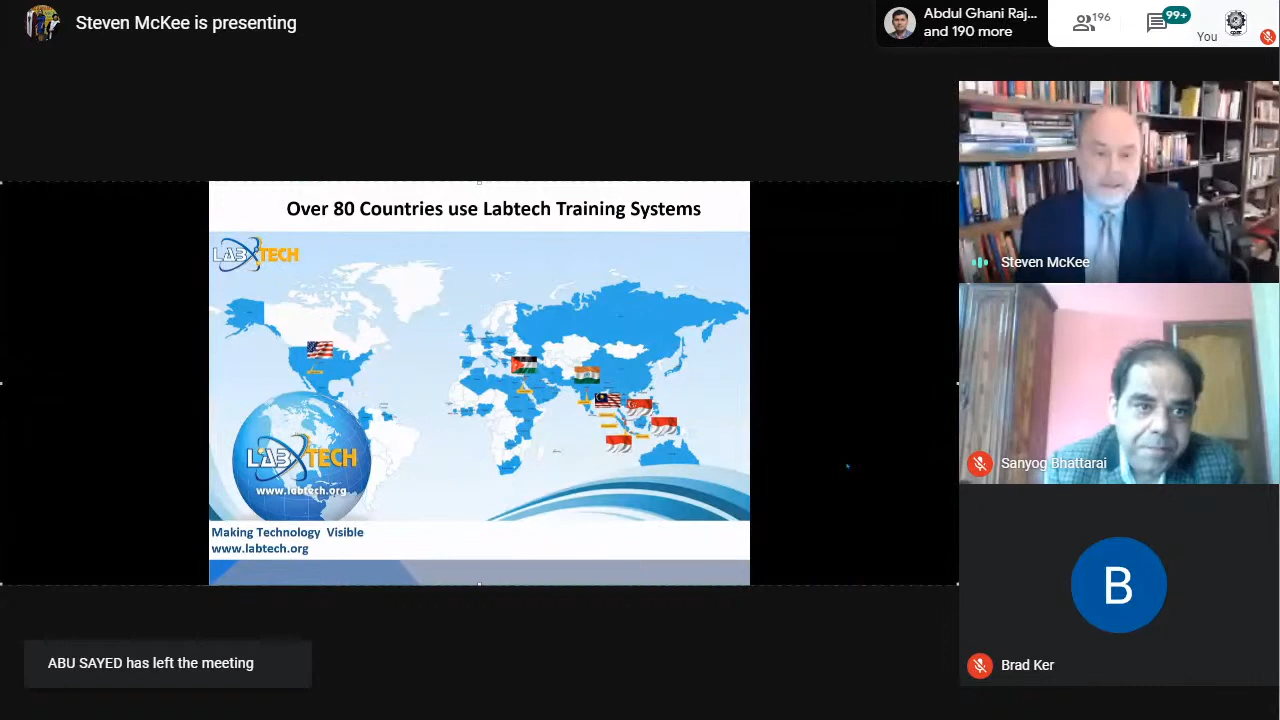 Steven McKee is presenting
Abdul Ghani Raj...
and 190 more
196
99+
You
Over 80 Countries use Labtech Training Systems
LABTECH
LABTECH
www.labtech.org
Making Technology Visible
www.labtech.org
Steven McKee
Sanyog Bhattarai
B
Brad Ker
ABU SAYED has left the meeting